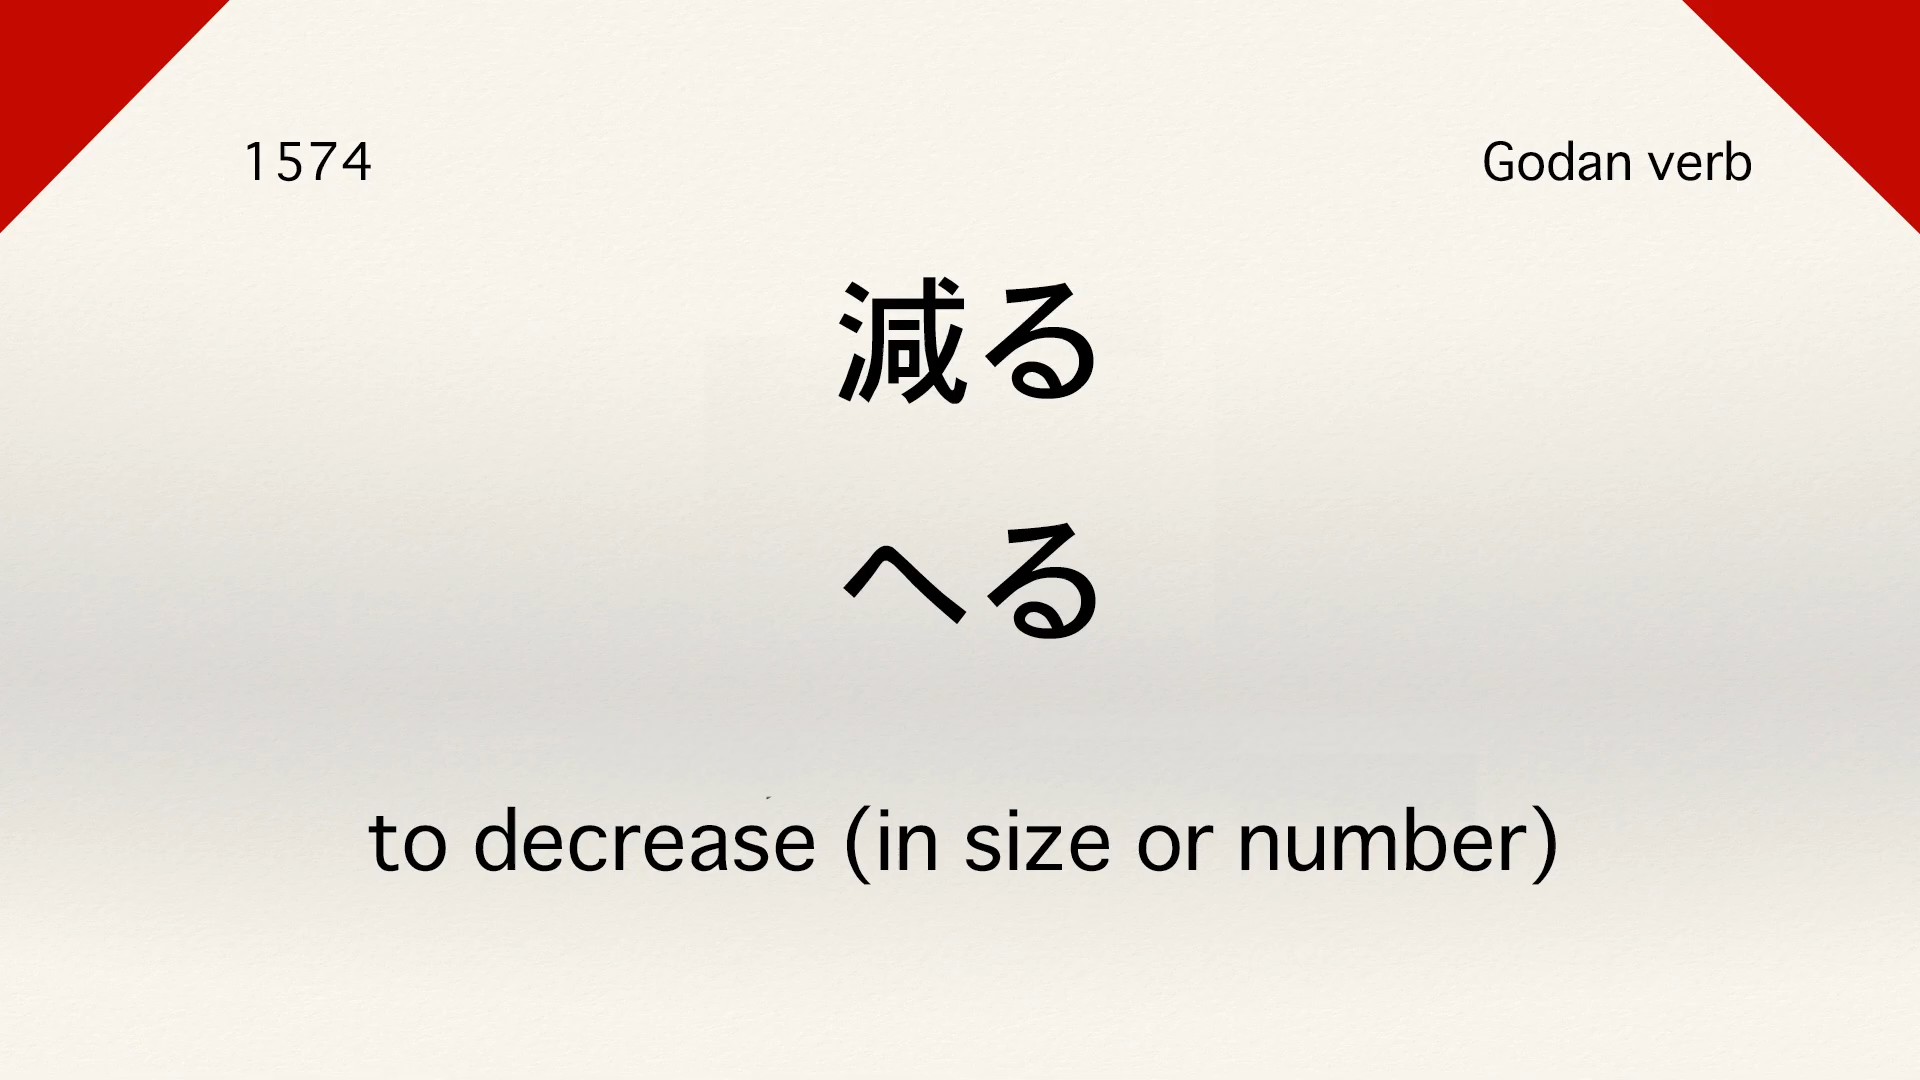 1574
Godan verb
減る
へる
to decrease (in size or number)